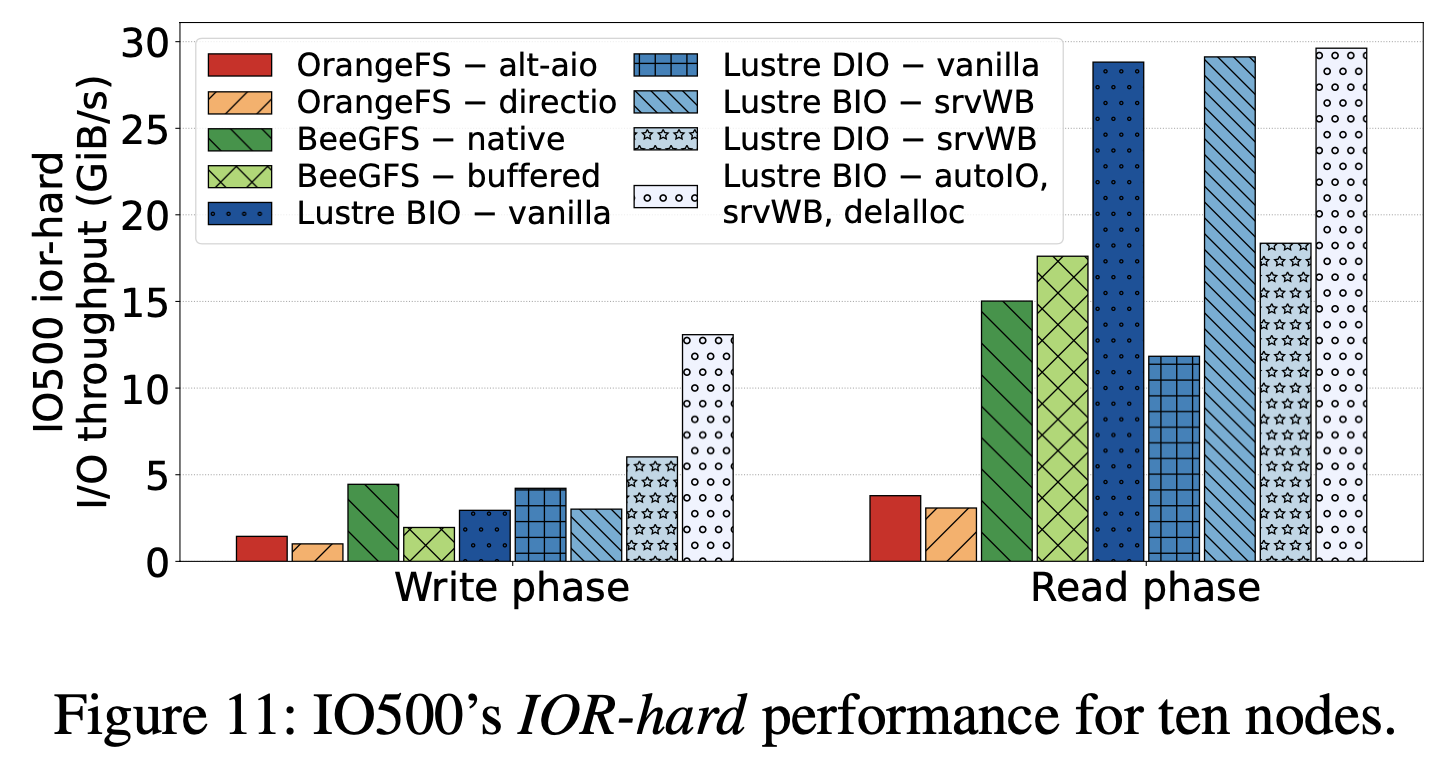 IO500 ior-hard
I/O throughput (GiB/s)
30
25
20
15
10
5
0
OrangeFS − alt-aio
OrangeFS − directio
BeeGFS − native
BeeGFS − buffered
Lustre BIO − vanilla
Lustre DIO − vanilla
Lustre BIO − srvWB
Lustre DIO − srvWB
Lustre BIO − autoIO,
srvWB, delalloc
Write phase
Read phase
Figure 11: IO500’s IOR-hard performance for ten nodes.